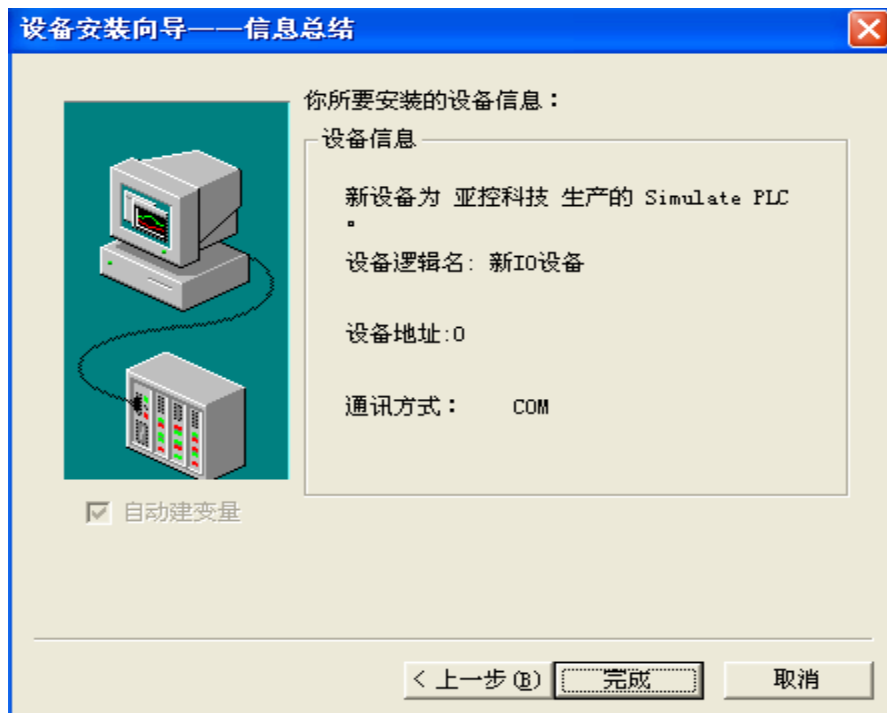 设备安装向导——信息总结
你所要安装的设备信息：
设备信息
新设备为 亚控科技 生产的 Simulate PLC
。
设备逻辑名: 新IO设备
设备地址:0
通讯方式： COM
自动建变量
< 上一步(B)
完成
取消